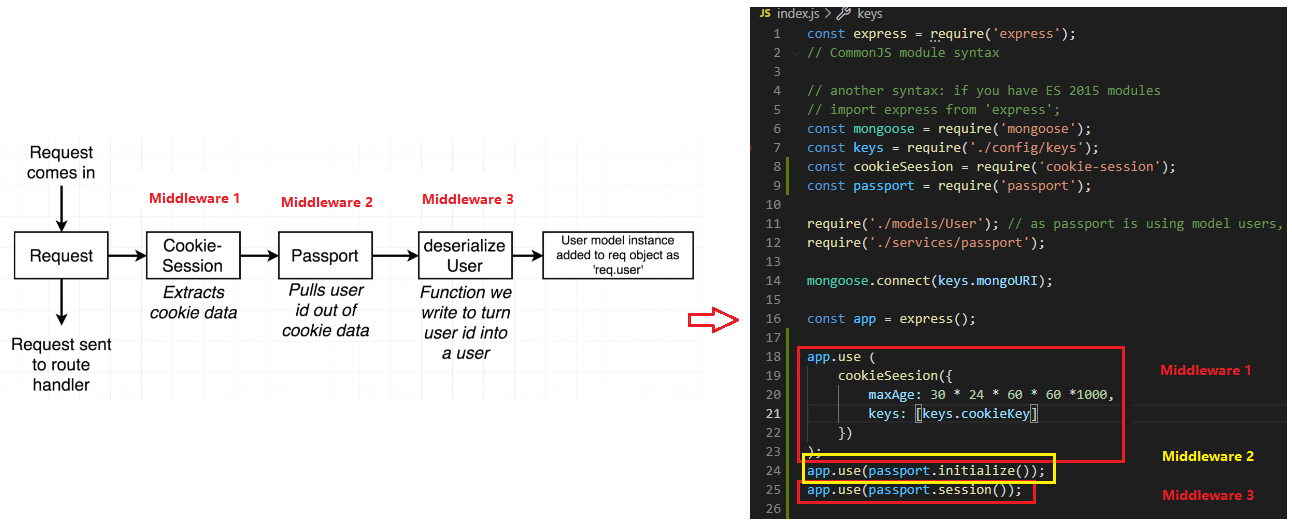 Request
comes in
Middleware 1
Middleware 2
Middleware 3
Request
Cookie-
Session
Passport
deserialize
User
User model instance
added to req object as
'req.user'
Extracts
cookie data
Pulls user
id out of
cookie data
Function we
write to turn
user id into
a user
Request sent
to route
handler
JS index.js > keys
1 const express = require('express');
2 // CommonJS module syntax
3
4 // another syntax: if you have ES 2015 modules
5 // import express from 'express';
6 const mongoose = require('mongoose');
7 const keys = require('./config/keys');
8 const cookieSeesion = require('cookie-session');
9 const passport = require('passport');
10
11 require('./models/User'); // as passport is using model users,
12 require('./services/passport');
13
14 mongoose.connect(keys.mongoURI);
15
16 const app = express();
17
18 app.use (
19 cookieSeesion({
20 maxAge: 30 * 24 * 60 * 60 *1000,
21 keys: [keys.cookieKey]
22 })
23 );
24 app.use(passport.initialize());
25 app.use(passport.session());
26
Middleware 1
Middleware 2
Middleware 3